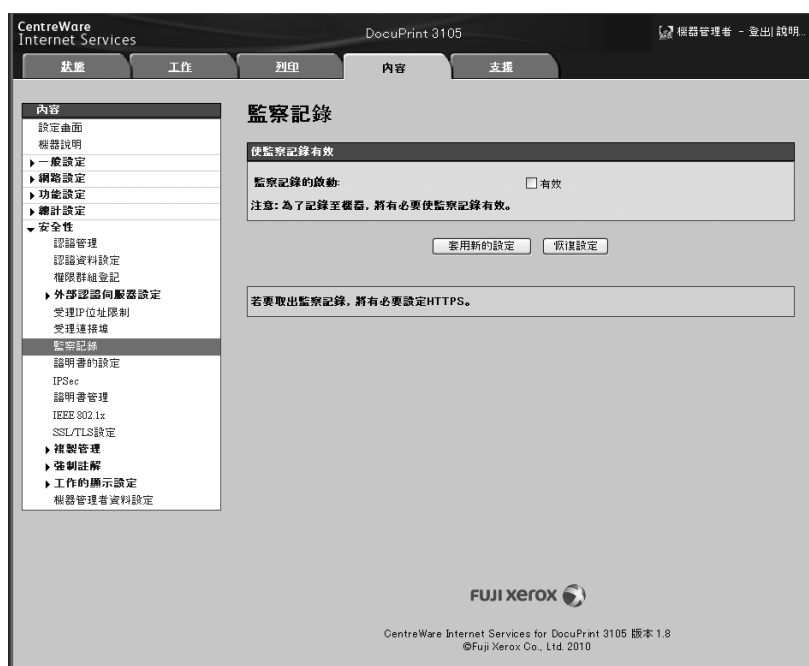 CentreWare
Internet Services
DocuPrint 3105
機器管理者 - 登出|說明...
狀態
工作
列印
內容
支援
內容
設定畫面
機器說明
一般設定
網路設定
功能設定
總計設定
安全性
認證管理
認證資料設定
權限群組登記
外部認證伺服器設定
受理IP位址限制
受理連接埠
監察記錄
證明書的設定
IPSec
證明書管理
IEEE 802.1x
SSL/TLS設定
複製管理
強制註解
工作的顯示設定
機器管理者資料設定
監察記錄
使監察記錄有效
監察記錄的啟動:
有效
注意: 為了記錄至機器, 將有必要使監察記錄有效。
套用新的設定
恢復設定
若要取出監察記錄, 將有必要設定HTTPS。
FUJI xerox
CentreWare Internet Services for DocuPrint 3105 版本 1.8
©Fuji Xerox Co., Ltd. 2010